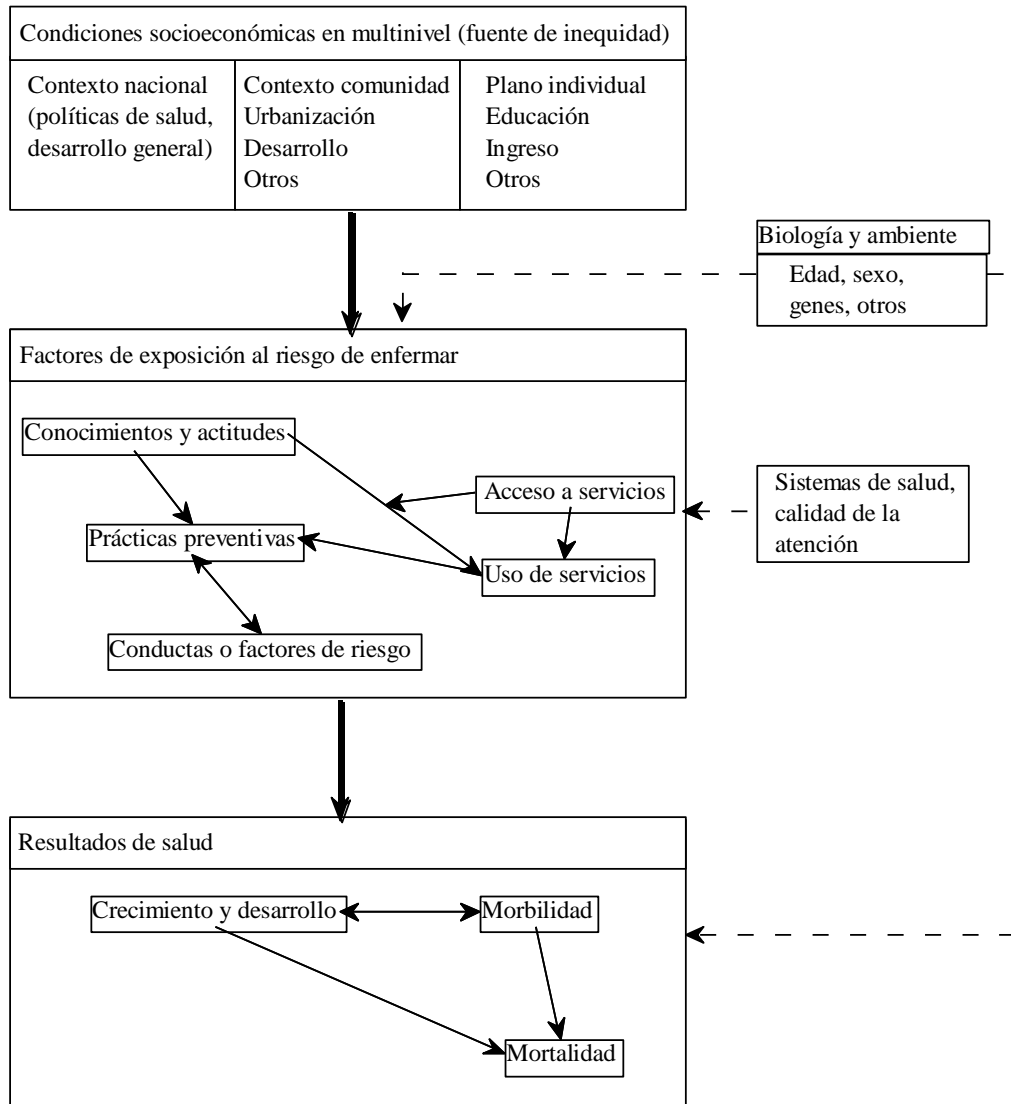 Condiciones socioeconómicas en multinivel (fuente de inequidad)
Contexto nacional
(políticas de salud,
desarrollo general)
Contexto comunidad
Urbanización
Desarrollo
Otros
Plano individual
Educación
Ingreso
Otros
Biología y ambiente
Edad, sexo,
genes, otros
Factores de exposición al riesgo de enfermar
Conocimientos y actitudes
Acceso a servicios
Prácticas preventivas
Uso de servicios
Conductas o factores de riesgo
Sistemas de salud,
calidad de la
atención
Resultados de salud
Crecimiento y desarrollo
Morbilidad
Mortalidad